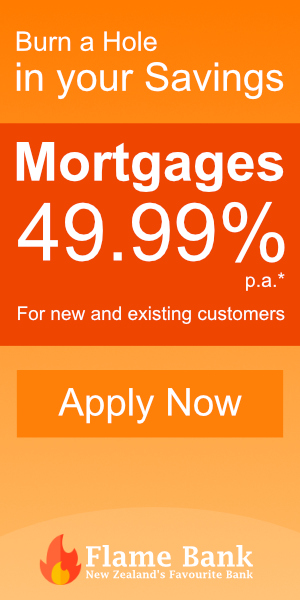 Burn a Hole
in your Savings
Mortgages
49.99%
p.a.*
For new and existing customers
Apply Now
Flame Bank
New Zealand's Favourite Bank